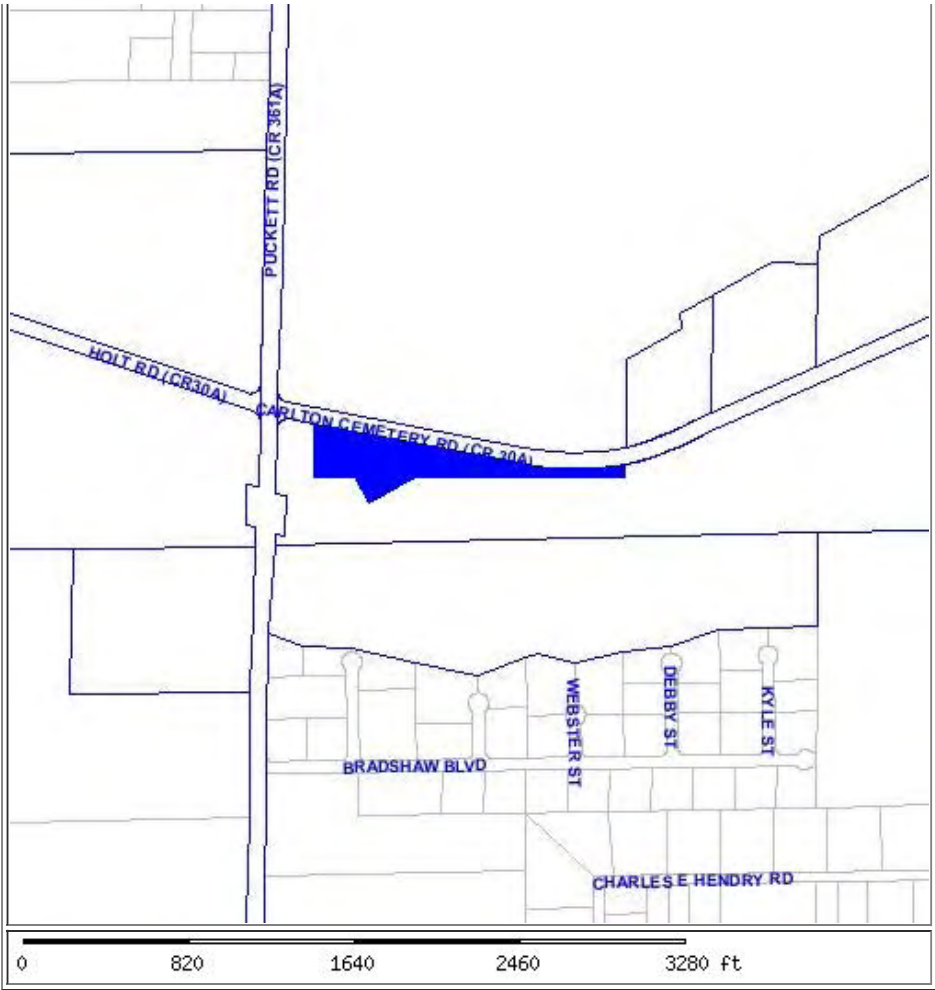 PUCKETT RD (CR 361A)
HOLT RD (CR30A)
CARLTON CEMETERY RD (CR 30A)
WEBSTER ST
DEBBY ST
KYLE ST
BRADSHAW BLVD
CHARLES E HENDRY RD
0 820 1640 2460 3280 ft